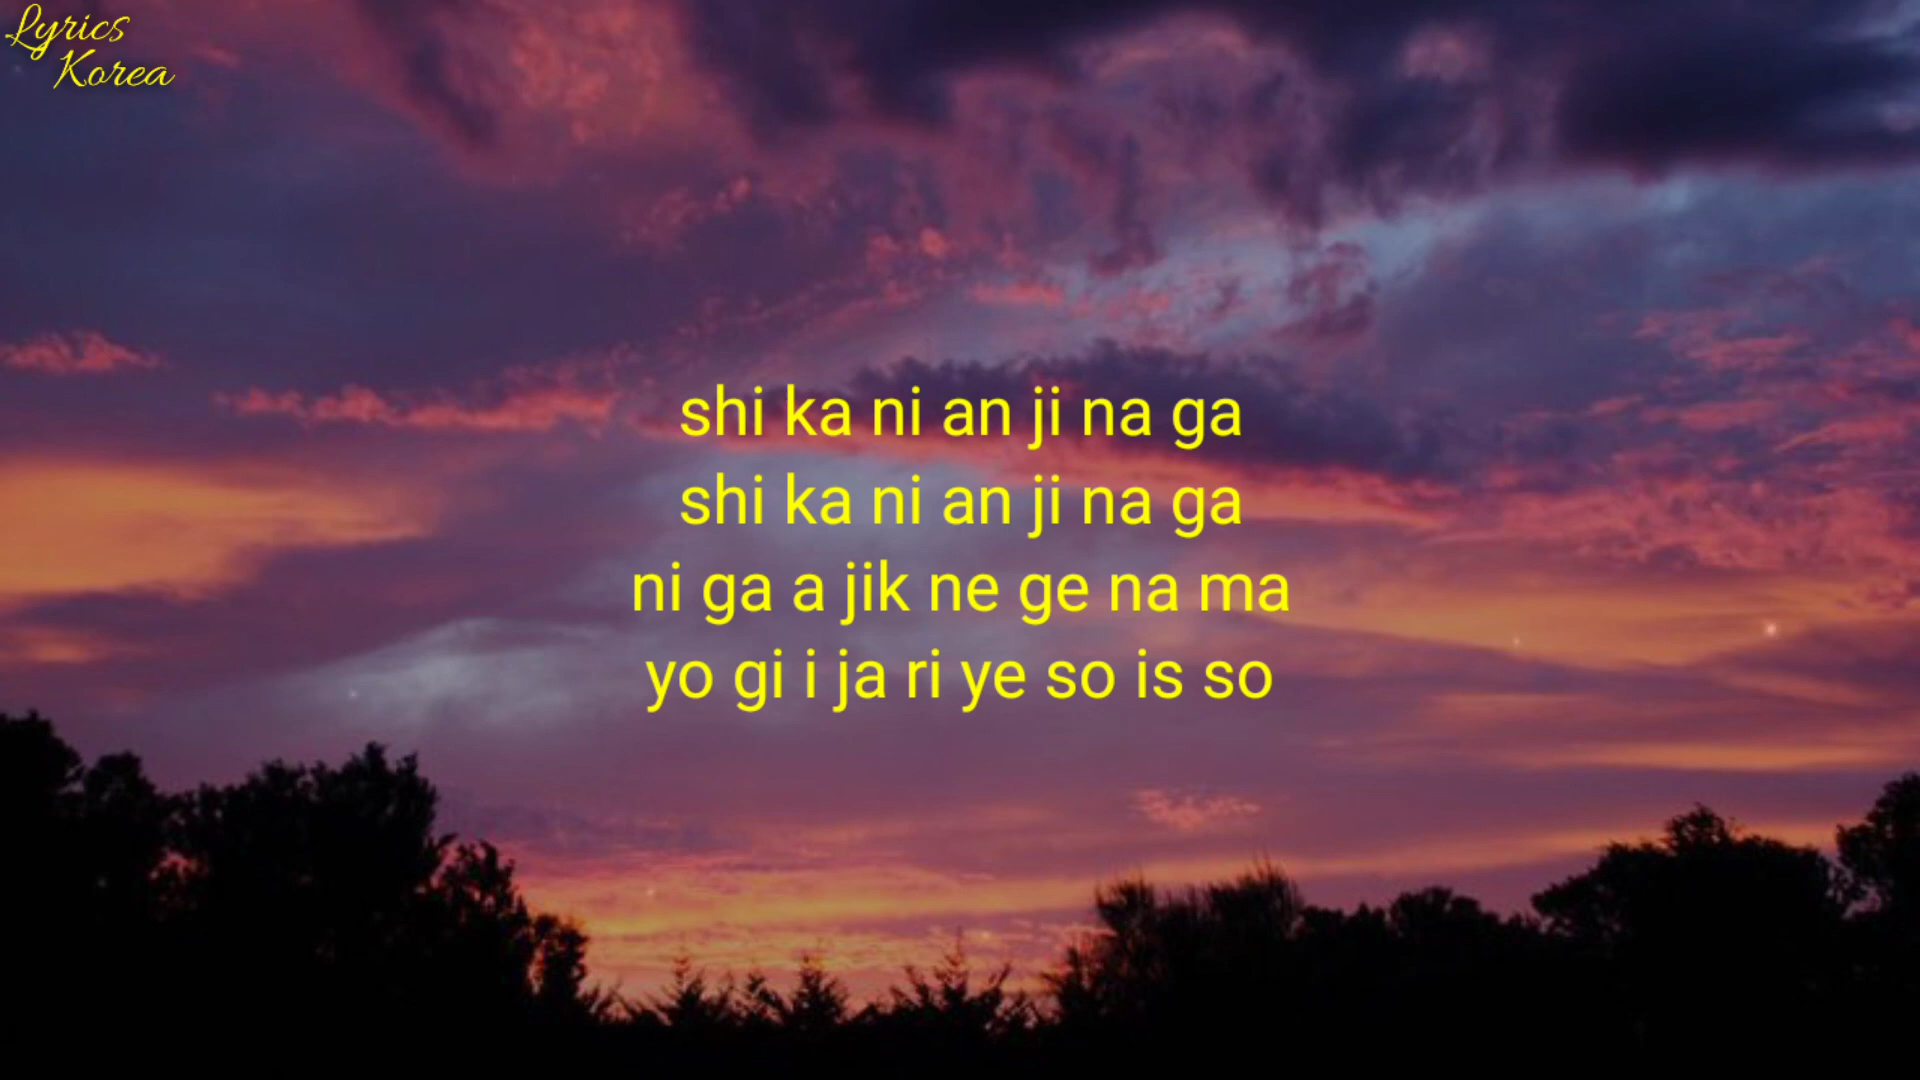 Lyrics
Korea
shi ka ni an ji na ga
shi ka ni an ji na ga
ni ga a jik ne ge na ma
yo gi i ja ri ye so is so